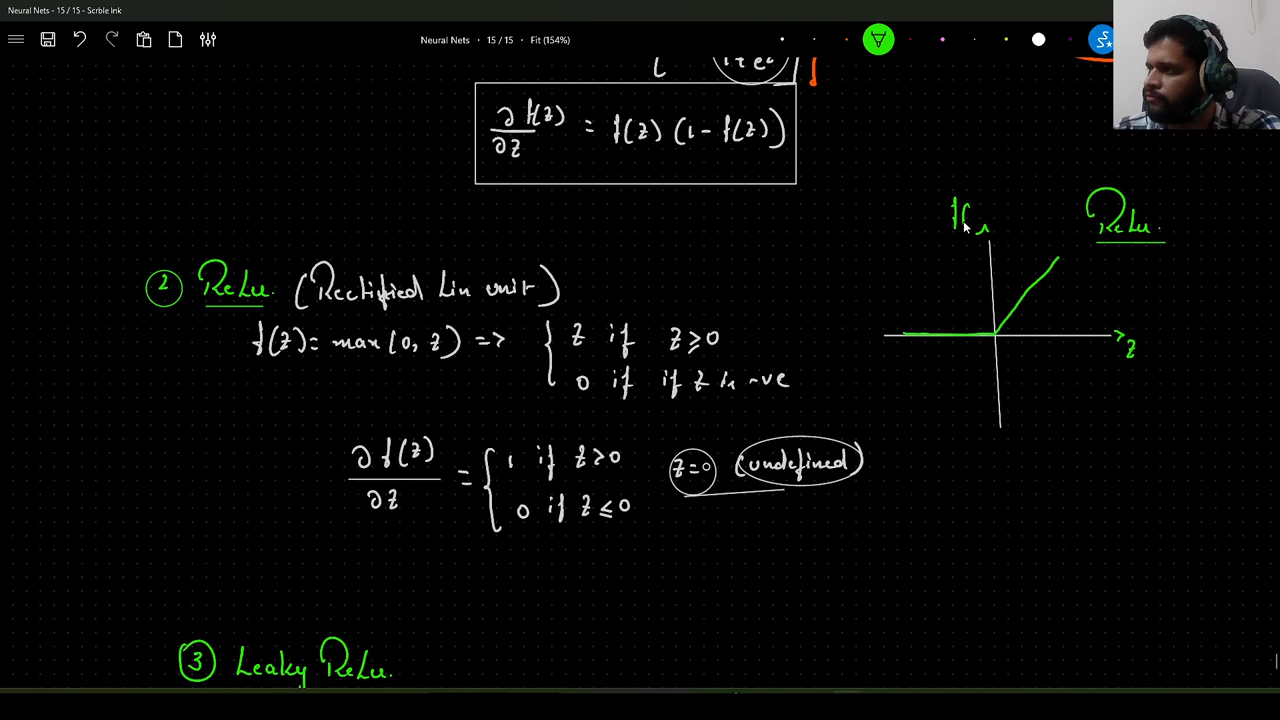 Neural Nets - 15 / 15 - Scrble Ink
Neural Nets • 15 / 15 • Fit (154%)
∂f(z)/∂z = f(z) (1 - f(z))
ReLu.
② ReLu. (Rectified Lin unit)
f(z) = max(0, z) => { z if z ≥ 0
0 if if z is -ve
z
∂f(z)/∂z = { 1 if z > 0 z = 0 (undefined)
0 if z ≤ 0
③ Leaky ReLu.